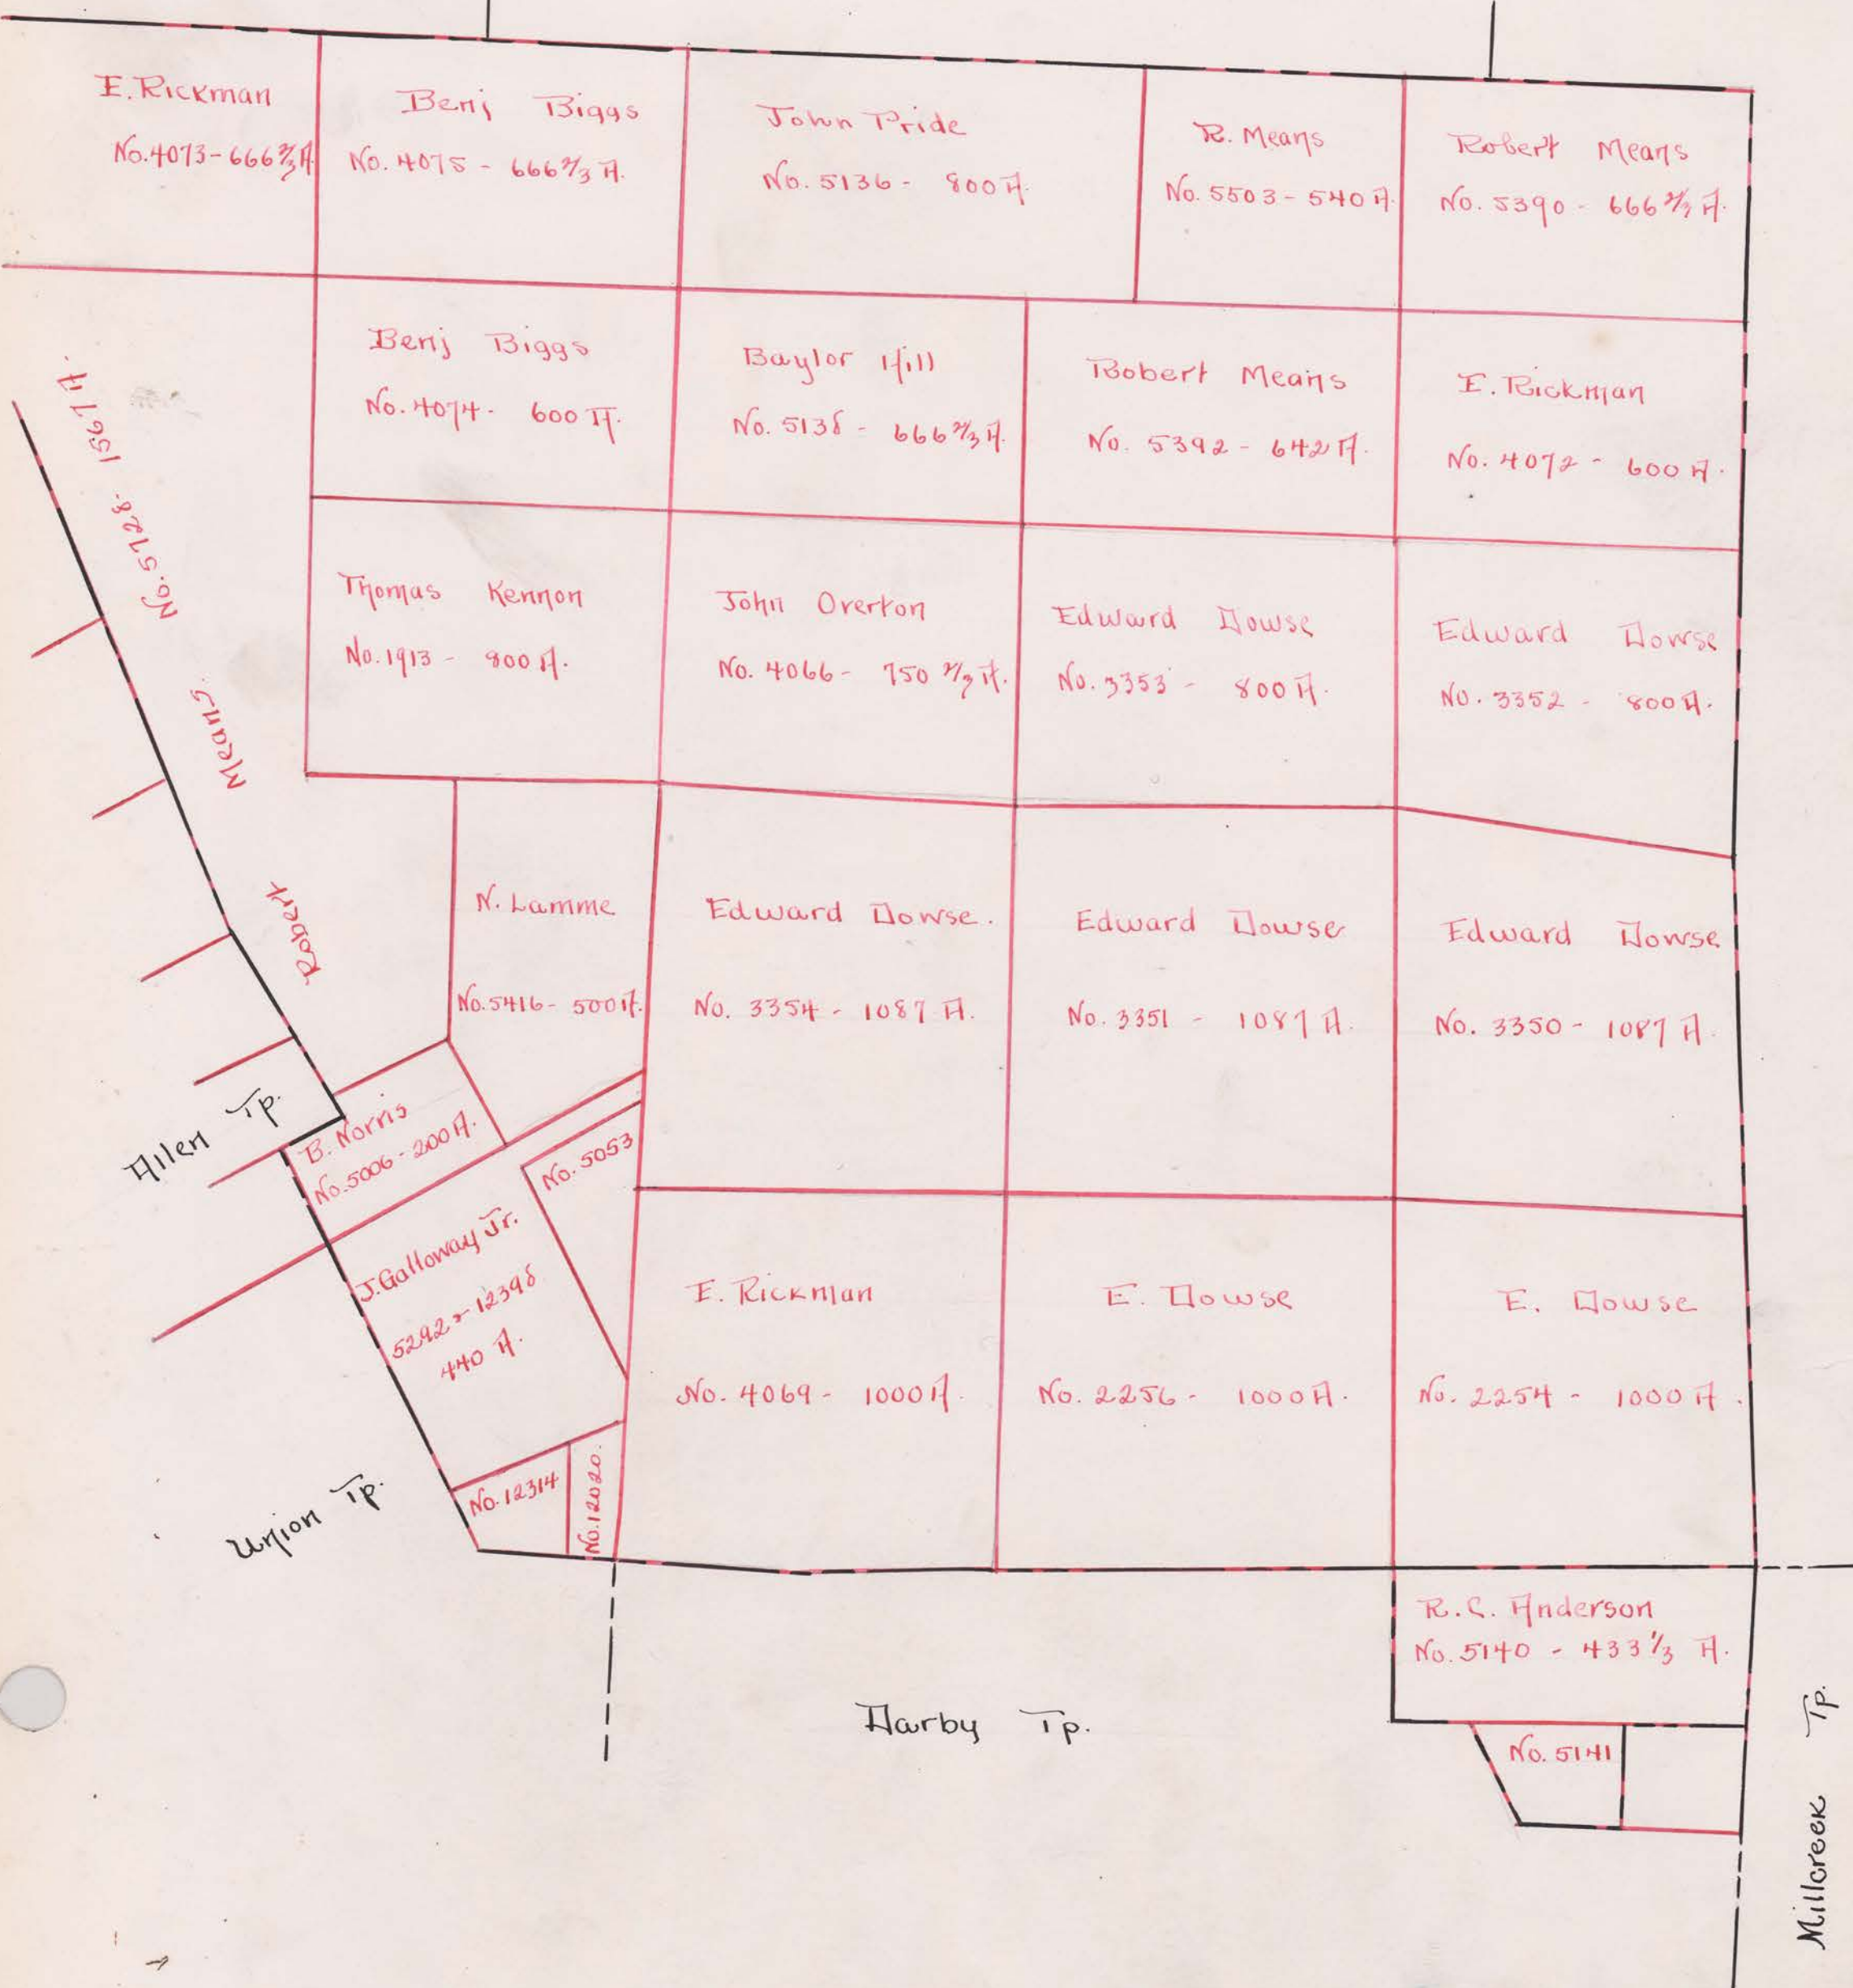 E. Rickman
No. 4073 - 666 2/3 A.
Benj Biggs
No. 4075 - 666 2/3 A.
John Pride
No. 5136 - 800 A.
R. Means
No. 5503 - 540 A.
Robert Means
No. 5390 - 666 2/3 A.
Benj Biggs
No. 4074 - 600 A.
Baylor Hill
No. 5138 - 666 2/3 A.
Robert Means
No. 5392 - 642 A.
E. Rickman
No. 4072 - 600 A.
Robert Means. No. 5728 - 1567 A.
Thomas Kennon
No. 1913 - 800 A.
John Overton
No. 4066 - 750 2/3 A.
Edward Dowse
No. 3353 - 800 A.
Edward Dowse
No. 3352 - 800 A.
N. Lamme
No. 5416 - 500 A.
Edward Dowse.
No. 3354 - 1087 A.
Edward Dowse
No. 3351 - 1087 A.
Edward Dowse
No. 3350 - 1087 A.
Allen Tp.
B. Norris
No. 5006 - 200 A.
No. 5053
J. Galloway Jr.
5292 & 12398
440 A.
E. Rickman
No. 4069 - 1000 A.
E. Dowse
No. 2256 - 1000 A.
E. Dowse
No. 2254 - 1000 A.
No. 12314
No. 12020.
Union Tp.
R. C. Anderson
No. 5140 - 433 1/3 A.
Darby Tp.
No. 5141
Millcreek Tp.